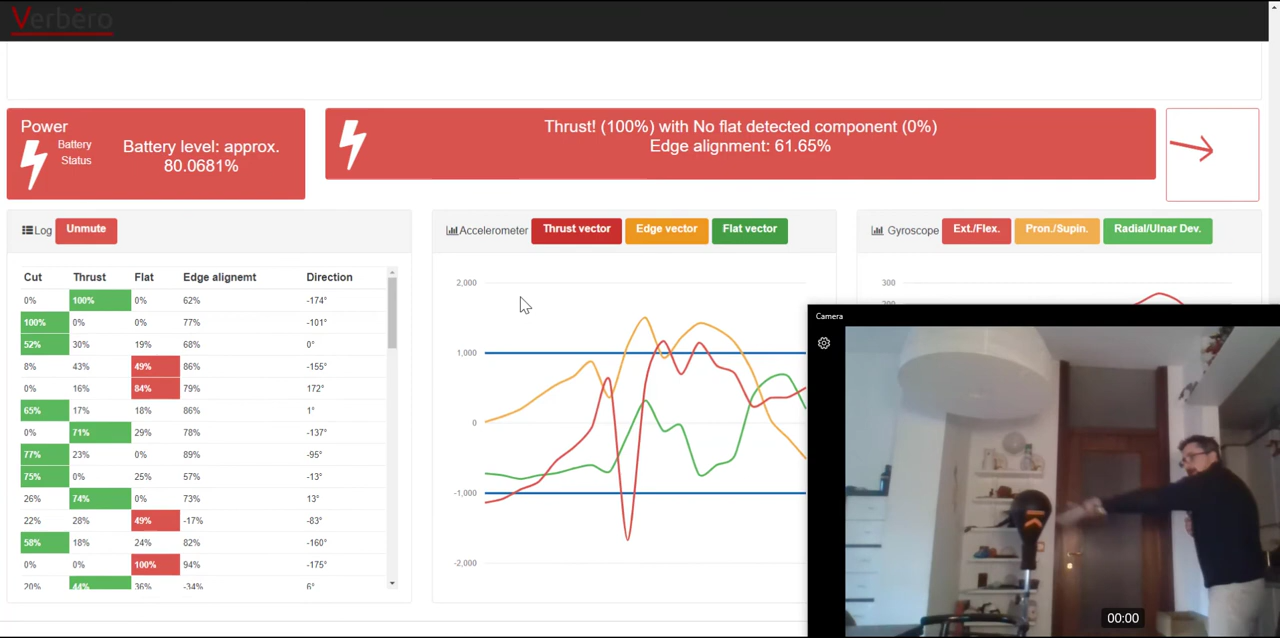 Verbĕro
Power
Battery
Status
Battery level: approx.
80.0681%
Thrust! (100%) with No flat detected component (0%)
Edge alignment: 61.65%
Log Unmute
Cut Thrust Flat Edge alignemt Direction
0% 100% 0% 62% -174°
100% 0% 0% 77% -101°
52% 30% 19% 68% 0°
8% 43% 49% 86% -155°
0% 16% 84% 79% 172°
65% 17% 18% 86% 1°
0% 71% 29% 78% -137°
77% 23% 0% 89% -95°
75% 0% 25% 57% -13°
26% 74% 0% 73% 13°
22% 28% 49% -17% -83°
58% 18% 24% 82% -160°
0% 0% 100% 94% -175°
20% 44% 36% -34% 6°
Accelerometer Thrust vector Edge vector Flat vector
2,000
1,000
0
-1,000
-2,000
Gyroscope Ext./Flex. Pron./Supin. Radial/Ulnar Dev.
300
Camera
00:00